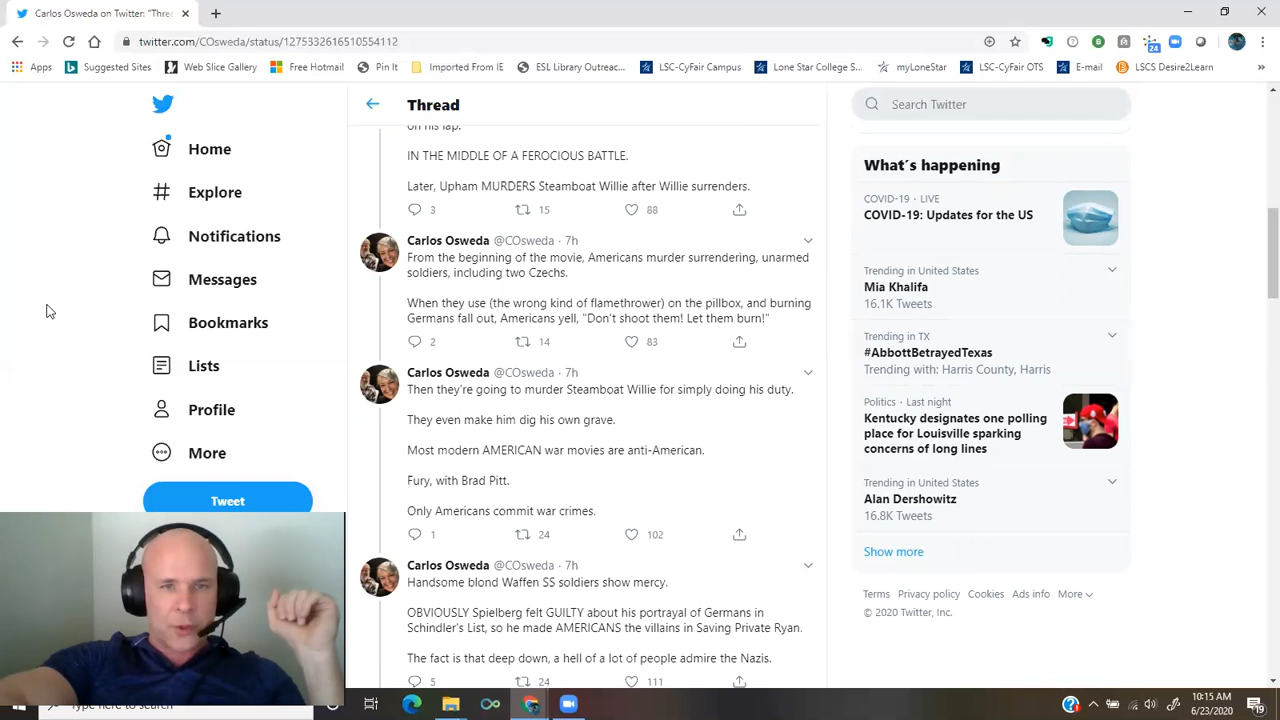 Carlos Osweda on Twitter: "Thre
twitter.com/COsweda/status/1275332616510554112
Apps
Suggested Sites
Web Slice Gallery
Free Hotmail
Pin It
Imported From IE
ESL Library Outreac...
LSC-CyFair Campus
Lone Star College S...
myLoneStar
LSC-CyFair OTS
E-mail
LSCS Desire2Learn
24
Home
Explore
Notifications
Messages
Bookmarks
Lists
Profile
More
Tweet
Thread
on his lap.
IN THE MIDDLE OF A FEROCIOUS BATTLE.
Later, Upham MURDERS Steamboat Willie after Willie surrenders.
3 15 88
Carlos Osweda @COsweda · 7h
From the beginning of the movie, Americans murder surrendering, unarmed
soldiers, including two Czechs.
When they use (the wrong kind of flamethrower) on the pillbox, and burning
Germans fall out, Americans yell, "Don't shoot them! Let them burn!"
2 14 83
Carlos Osweda @COsweda · 7h
Then they're going to murder Steamboat Willie for simply doing his duty.
They even make him dig his own grave.
Most modern AMERICAN war movies are anti-American.
Fury, with Brad Pitt.
Only Americans commit war crimes.
1 24 102
Carlos Osweda @COsweda · 7h
Handsome blond Waffen SS soldiers show mercy.
OBVIOUSLY Spielberg felt GUILTY about his portrayal of Germans in
Schindler's List, so he made AMERICANS the villains in Saving Private Ryan.
The fact is that deep down, a hell of a lot of people admire the Nazis.
5 24 111
Search Twitter
What's happening
COVID-19 · LIVE
COVID-19: Updates for the US
Trending in United States
Mia Khalifa
16.1K Tweets
Trending in TX
#AbbottBetrayedTexas
Trending with: Harris County, Harris
Politics · Last night
Kentucky designates one polling
place for Louisville sparking
concerns of long lines
Trending in United States
Alan Dershowitz
16.8K Tweets
Show more
Terms Privacy policy Cookies Ads info More
© 2020 Twitter, Inc.
Type here to search
10:15 AM
6/23/2020
19